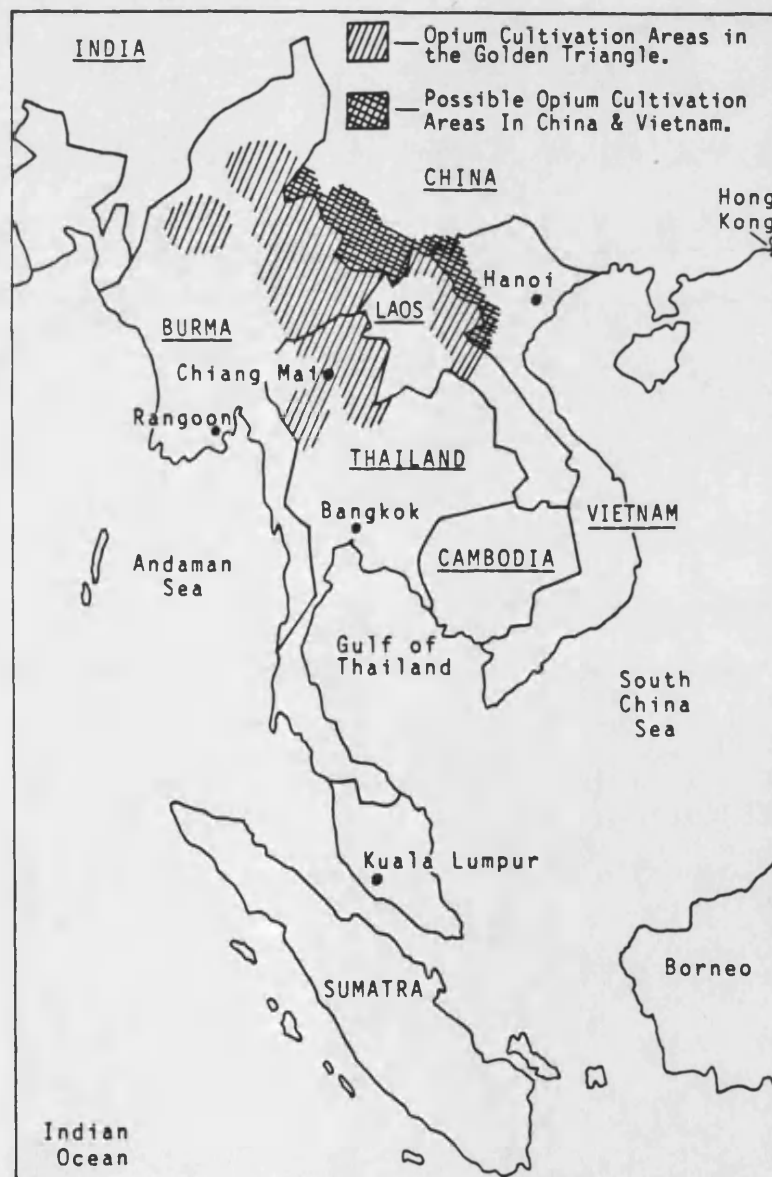 INDIA
—Opium Cultivation Areas in
the Golden Triangle.
—Possible Opium Cultivation
Areas In China & Vietnam.
CHINA
Hong
Kong
Hanoi
LAOS
BURMA
Chiang Mai
Rangoon
THAILAND
Bangkok
VIETNAM
CAMBODIA
Andaman
Sea
Gulf of
Thailand
South
China
Sea
Kuala Lumpur
Borneo
SUMATRA
Indian
Ocean